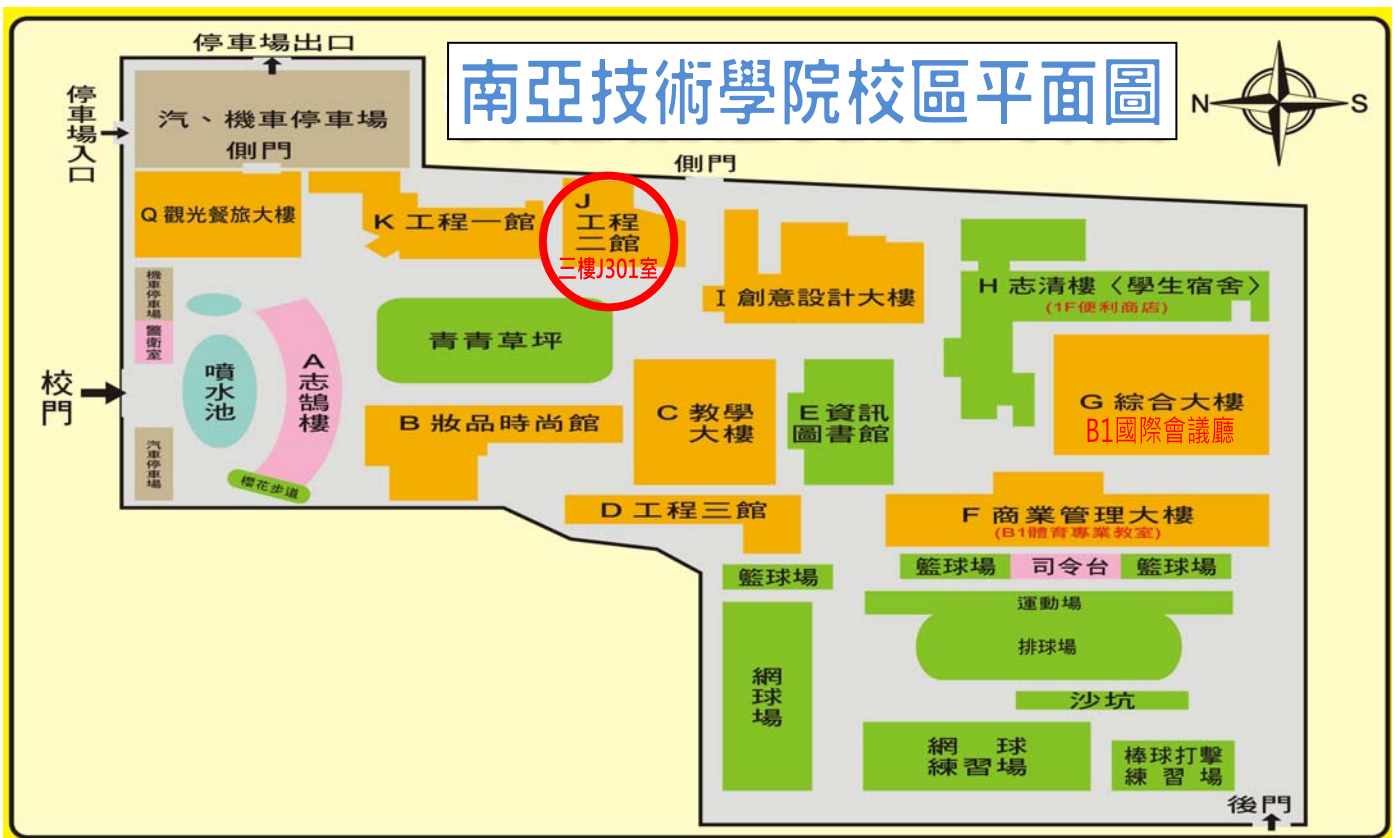 南亞技術學院校區平面圖
N
S
停車場出口
停車場入口
汽、機車停車場
側門
側門
Q 觀光餐旅大樓
K 工程一館
J
工程
二館
三樓J301室
I 創意設計大樓
H 志清樓〈學生宿舍〉
(1F便利商店)
機車停車場
警衛室
校門
噴水池
A志鵠樓
青青草坪
B 妝品時尚館
C 教學
大樓
E 資訊
圖書館
G 綜合大樓
B1國際會議廳
汽車停車場
櫻花步道
D 工程三館
F 商業管理大樓
(B1體育專業教室)
籃球場
籃球場
司令台
籃球場
運動場
排球場
網球場
沙坑
網 球
練習場
棒球打擊
練 習 場
後門